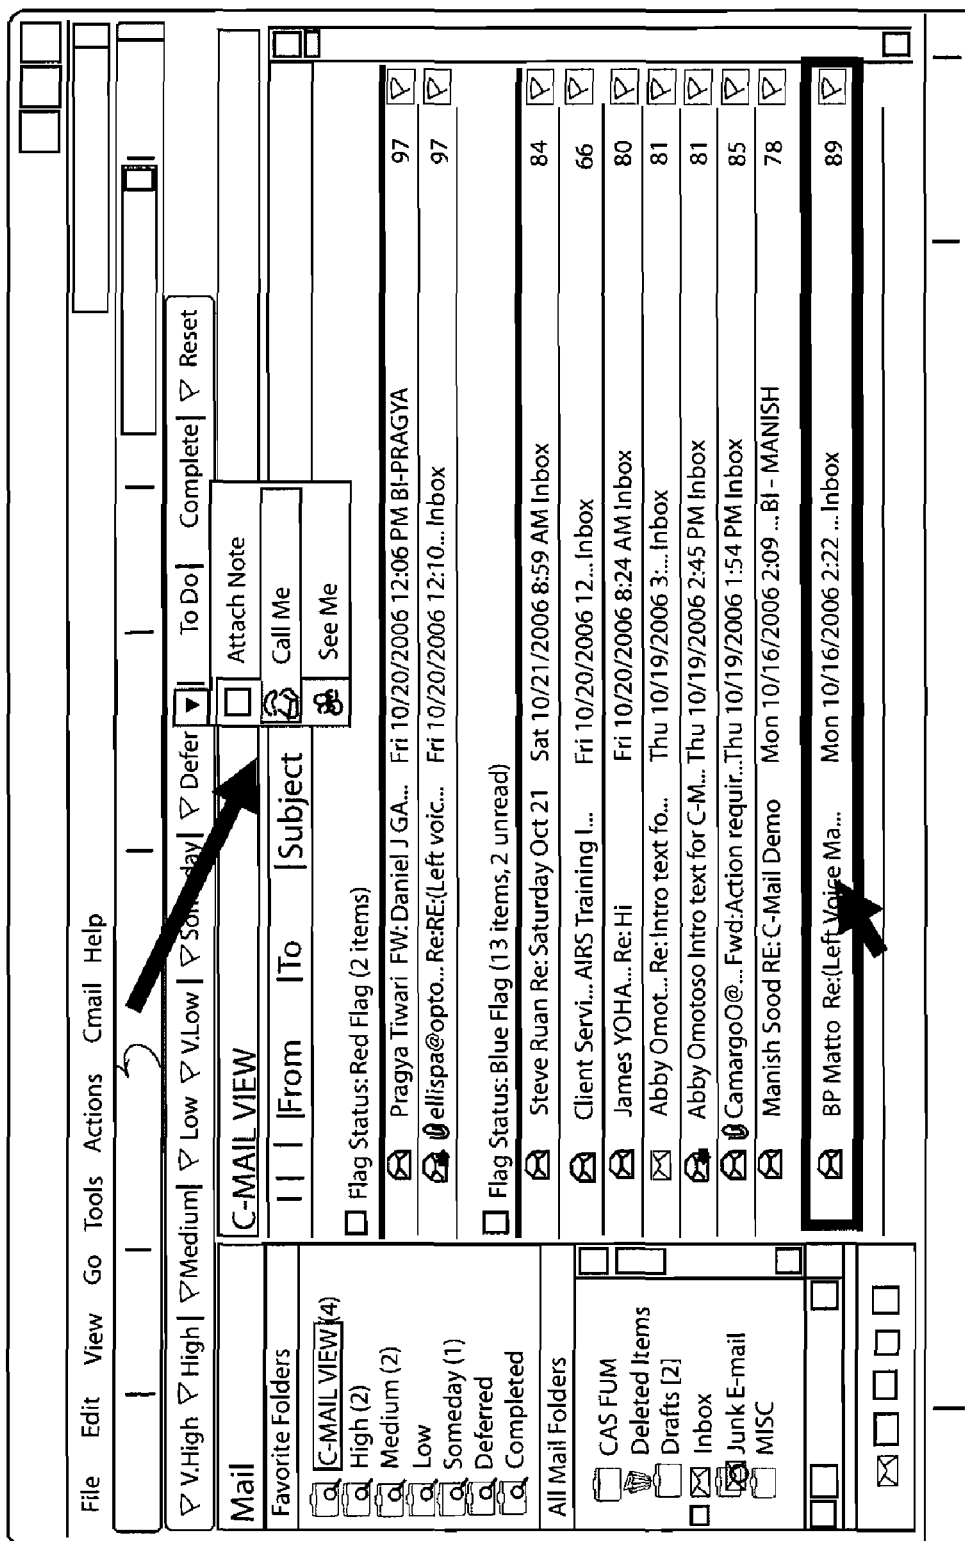 File Edit View Go Tools Actions Cmail Help
V.High High Medium Low V.Low Defer To Do Complete Reset
Mail
Favorite Folders
C-MAIL VIEW (4)
High (2)
Medium (2)
Low
Someday (1)
Deferred
Completed
All Mail Folders
CAS FUM
Deleted Items
Drafts [2]
Inbox
Junk E-mail
MISC
C-MAIL VIEW
From To Subject
Attach Note
Call Me
See Me
Flag Status: Red Flag (2 items)
Pragya Tiwari FW: Daniel J GA... Fri 10/20/2006 12:06 PM BI-PRAGYA 97
ellispa@opto... Re:RE:(Left voic... Fri 10/20/2006 12:10... Inbox 97
Flag Status: Blue Flag (13 items, 2 unread)
Steve Ruan Re: Saturday Oct 21 Sat 10/21/2006 8:59 AM Inbox 84
Client Servi... AIRS Training I... Fri 10/20/2006 12... Inbox 66
James YOHA... Re: Hi Fri 10/20/2006 8:24 AM Inbox 80
Abby Omot... Re: Intro text fo... Thu 10/19/2006 3:... Inbox 81
Abby Omotoso Intro text for C-M... Thu 10/19/2006 2:45 PM Inbox 81
CamargoO@... Fwd:Action requir...Thu 10/19/2006 1:54 PM Inbox 85
Manish Sood RE: C-Mail Demo Mon 10/16/2006 2:09 ... BI - MANISH 78
BP Matto Re:(Left Voice Ma... Mon 10/16/2006 2:22 ... Inbox 89